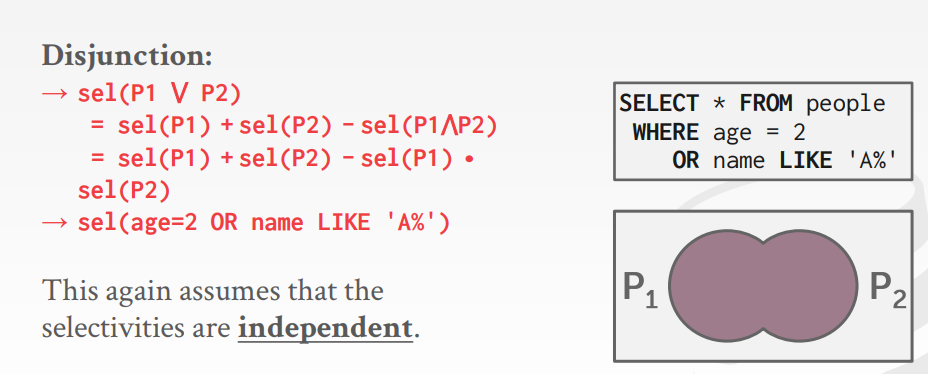 Disjunction:
→ sel(P1 ⋁ P2)
= sel(P1) + sel(P2) − sel(P1⋀P2)
= sel(P1) + sel(P2) − sel(P1) •
sel(P2)
→ sel(age=2 OR name LIKE 'A%')
This again assumes that the
selectivities are independent.
SELECT * FROM people
WHERE age = 2
OR name LIKE 'A%'
P1 P2